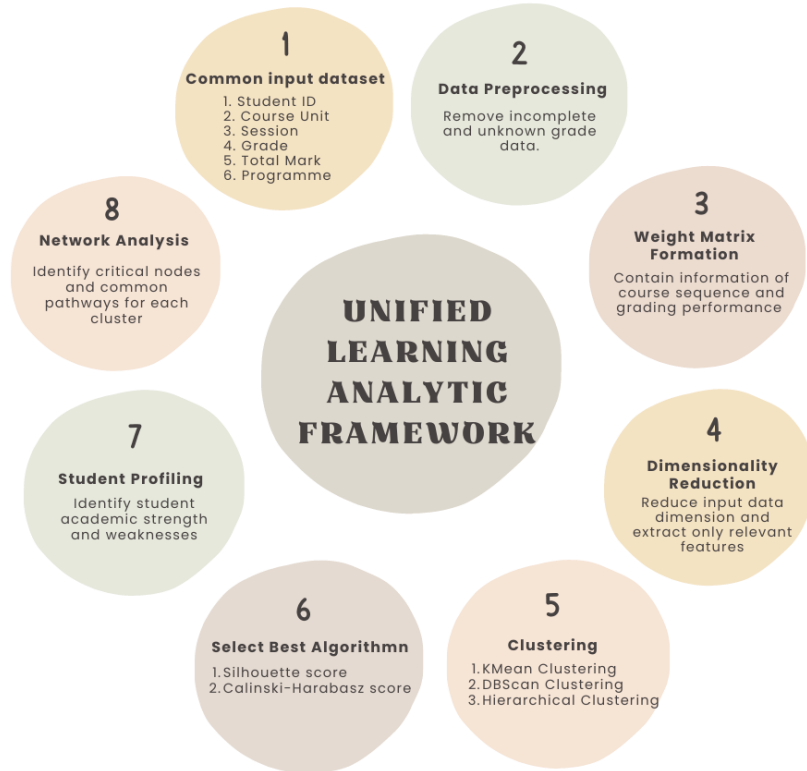 1
Common input dataset
1. Student ID
2. Course Unit
3. Session
4. Grade
5. Total Mark
6. Programme
2
Data Preprocessing
Remove incomplete
and unknown grade
data.
3
Weight Matrix
Formation
Contain information of
course sequence and
grading performance
4
Dimensionality
Reduction
Reduce input data
dimension and
extract only relevant
features
5
Clustering
1. KMean Clustering
2. DBScan Clustering
3. Hierarchical Clustering
6
Select Best Algorithmn
1. Silhouette score
2. Calinski-Harabasz score
7
Student Profiling
Identify student
academic strength
and weaknesses
8
Network Analysis
Identify critical nodes
and common
pathways for each
cluster
UNIFIED
LEARNING
ANALYTIC
FRAMEWORK